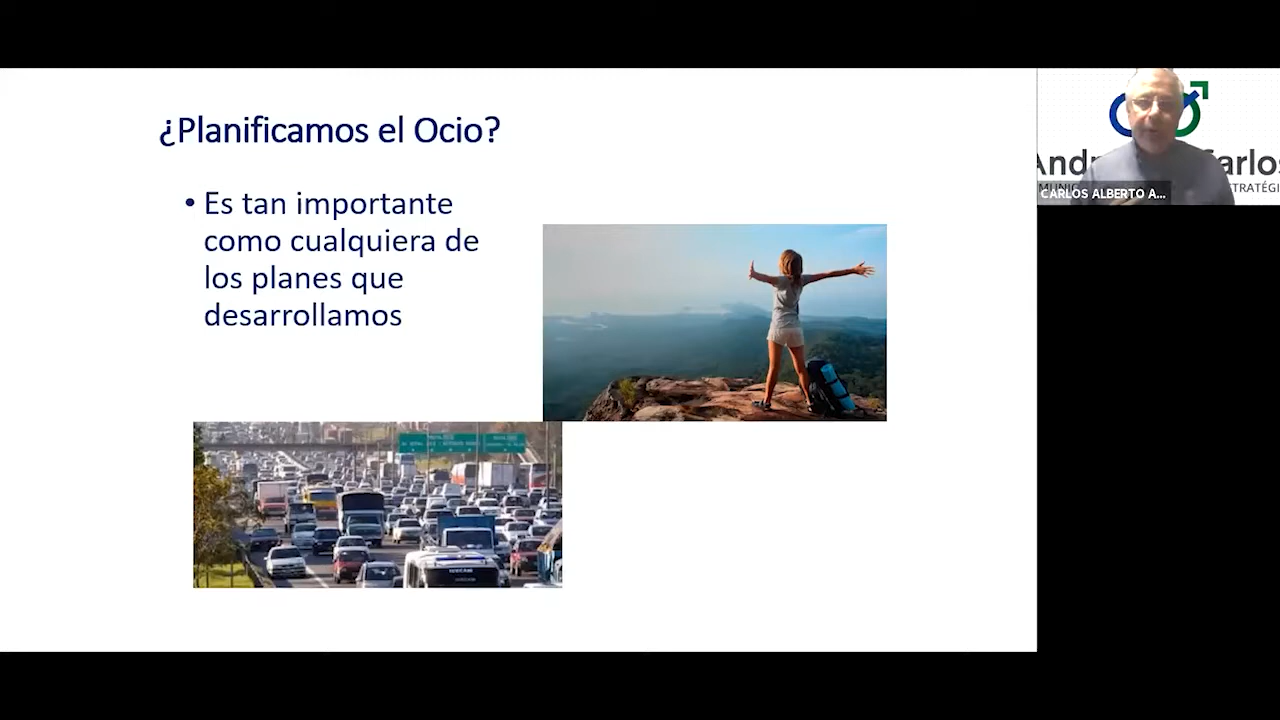 ¿Planificamos el Ocio?
• Es tan importante
como cualquiera de
los planes que
desarrollamos
CARLOS ALBERTO A...